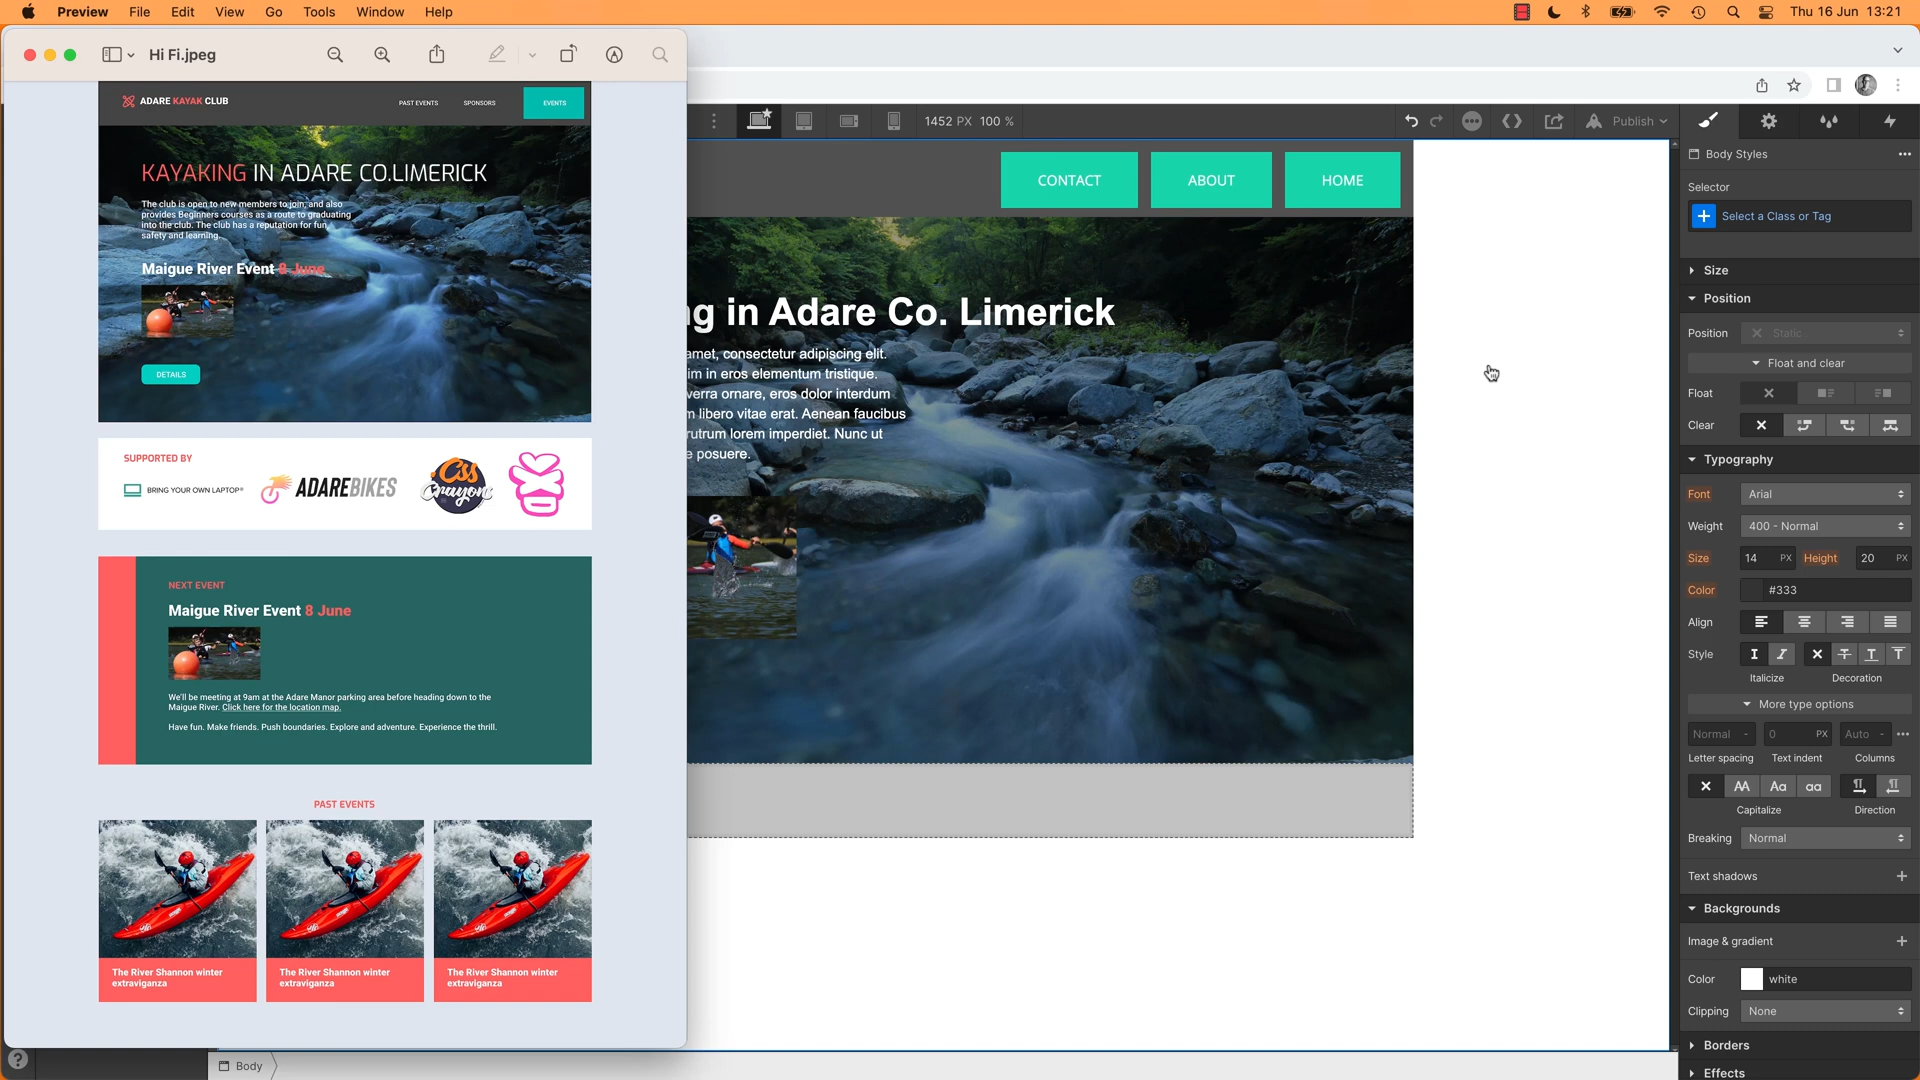 Preview File Edit View Go Tools Window Help
Thu 16 Jun 13:21
Hi Fi.jpeg
ADARE KAYAK CLUB
PAST EVENTS
SPONSORS
EVENTS
KAYAKING IN ADARE CO.LIMERICK
The club is open to new members to join, and also
provides Beginners courses as a route to graduating
into the club. The club has a reputation for fun,
safety and learning.
Maigue River Event 8 June
DETAILS
SUPPORTED BY
BRING YOUR OWN LAPTOP®
ADAREBIKES
CSS
Crayons
NEXT EVENT
Maigue River Event 8 June
We'll be meeting at 9am at the Adare Manor parking area before heading down to the
Maigue River. Click here for the location map.
Have fun. Make friends. Push boundaries. Explore and adventure. Experience the thrill.
PAST EVENTS
The River Shannon winter
extraviganza
The River Shannon winter
extraviganza
The River Shannon winter
extraviganza
1452 PX 100 %
Publish
CONTACT
ABOUT
HOME
ng in Adare Co. Limerick
amet, consectetur adipiscing elit.
im in eros elementum tristique.
verra ornare, eros dolor interdum
n libero vitae erat. Aenean faucibus
rutrum lorem imperdiet. Nunc ut
e posuere.
Body
Body Styles
Selector
Select a Class or Tag
Size
Position
Position Static
Float and clear
Float
Clear
Typography
Font Arial
Weight 400 - Normal
Size 14 PX Height 20 PX
Color #333
Align
Style
Italicize Decoration
More type options
Normal - 0 PX Auto -
Letter spacing Text indent Columns
AA Aa aa
Capitalize Direction
Breaking Normal
Text shadows
Backgrounds
Image & gradient
Color white
Clipping None
Borders
Effects